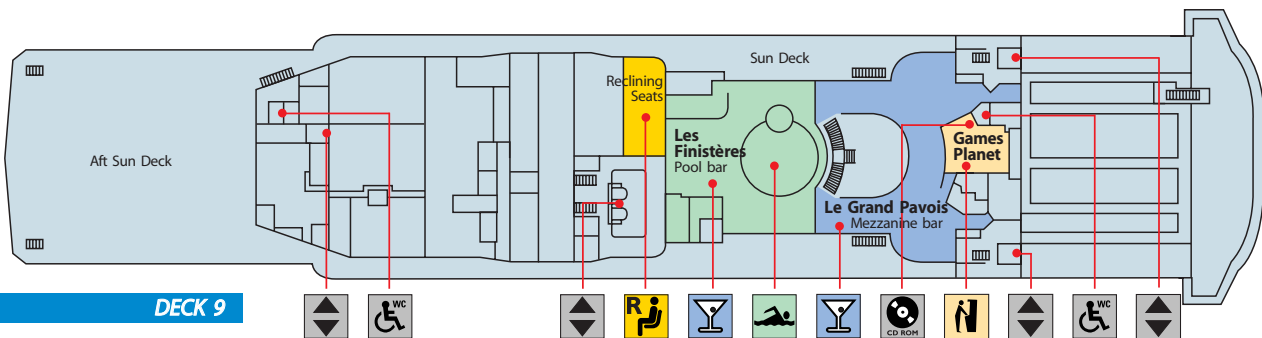 Sun Deck
Reclining
Seats
Les
Finistères
Pool bar
Games
Planet
Aft Sun Deck
Le Grand Pavois
Mezzanine bar
DECK 9
WC
R
CD ROM
WC